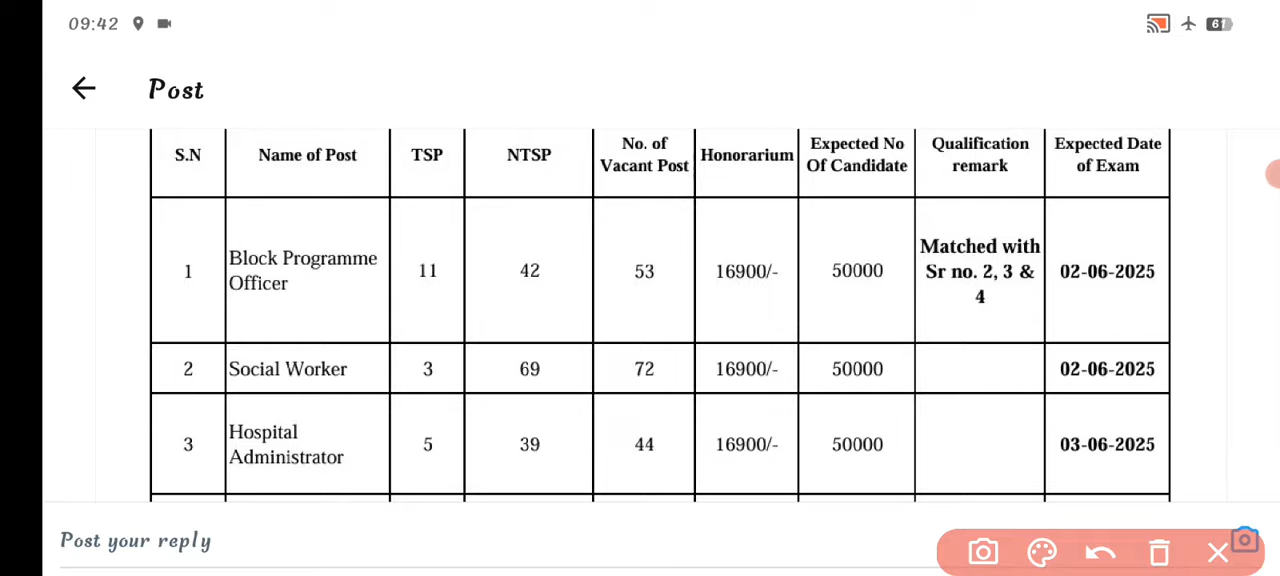 09:42
61
Post
S.N
Name of Post
TSP
NTSP
No. of
Vacant Post
Honorarium
Expected No
Of Candidate
Qualification
remark
Expected Date
of Exam
1
Block Programme
Officer
11
42
53
16900/-
50000
Matched with
Sr no. 2, 3 &
4
02-06-2025
2
Social Worker
3
69
72
16900/-
50000
02-06-2025
3
Hospital
Administrator
5
39
44
16900/-
50000
03-06-2025
Post your reply